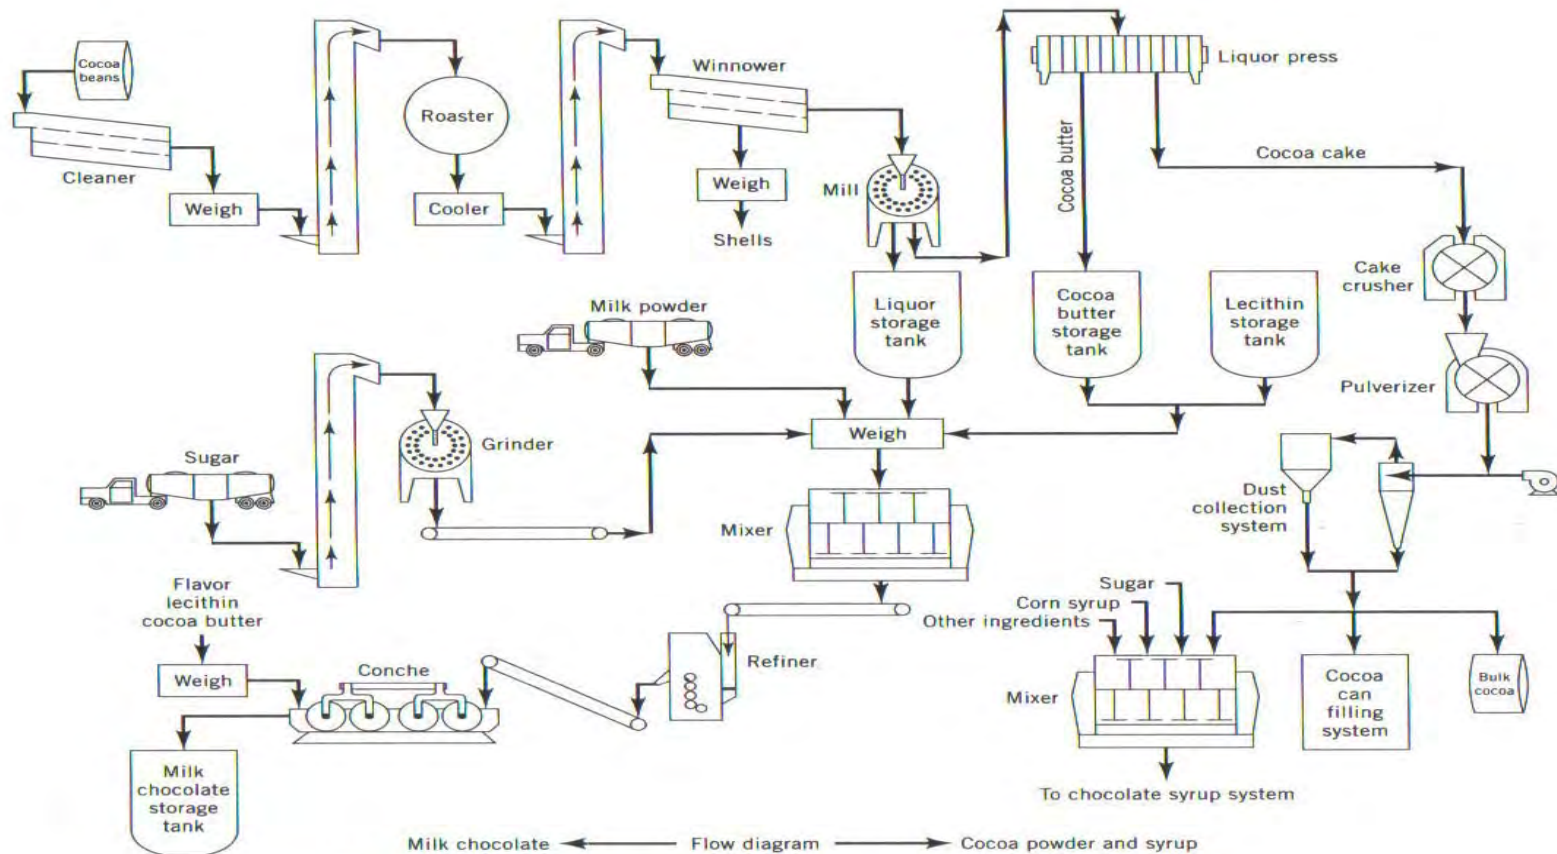 Cocoa
beans
Cleaner
Weigh
Roaster
Cooler
Winnower
Weigh
Shells
Mill
Liquor press
Cocoa butter
Cocoa cake
Cake
crusher
Pulverizer
Liquor
storage
tank
Cocoa
butter
storage
tank
Lecithin
storage
tank
Milk powder
Weigh
Sugar
Grinder
Mixer
Dust
collection
system
Flavor
lecithin
cocoa butter
Weigh
Conche
Refiner
Milk
chocolate
storage
tank
Sugar
Corn syrup
Other ingredients
Mixer
Cocoa
can
filling
system
Bulk
cocoa
To chocolate syrup system
Milk chocolate Flow diagram Cocoa powder and syrup